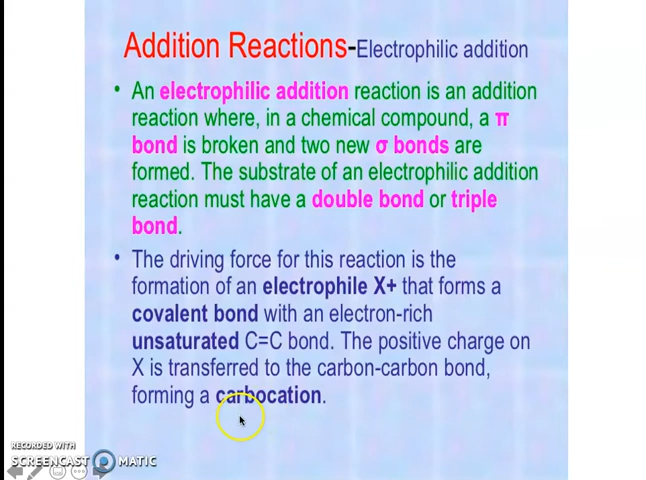 Addition Reactions-Electrophilic addition
• An electrophilic addition reaction is an addition
reaction where, in a chemical compound, a π
bond is broken and two new σ bonds are
formed. The substrate of an electrophilic addition
reaction must have a double bond or triple
bond.
• The driving force for this reaction is the
formation of an electrophile X+ that forms a
covalent bond with an electron-rich
unsaturated C=C bond. The positive charge on
X is transferred to the carbon-carbon bond,
forming a carbocation.
RECORDED WITH
SCREENCAST MATIC